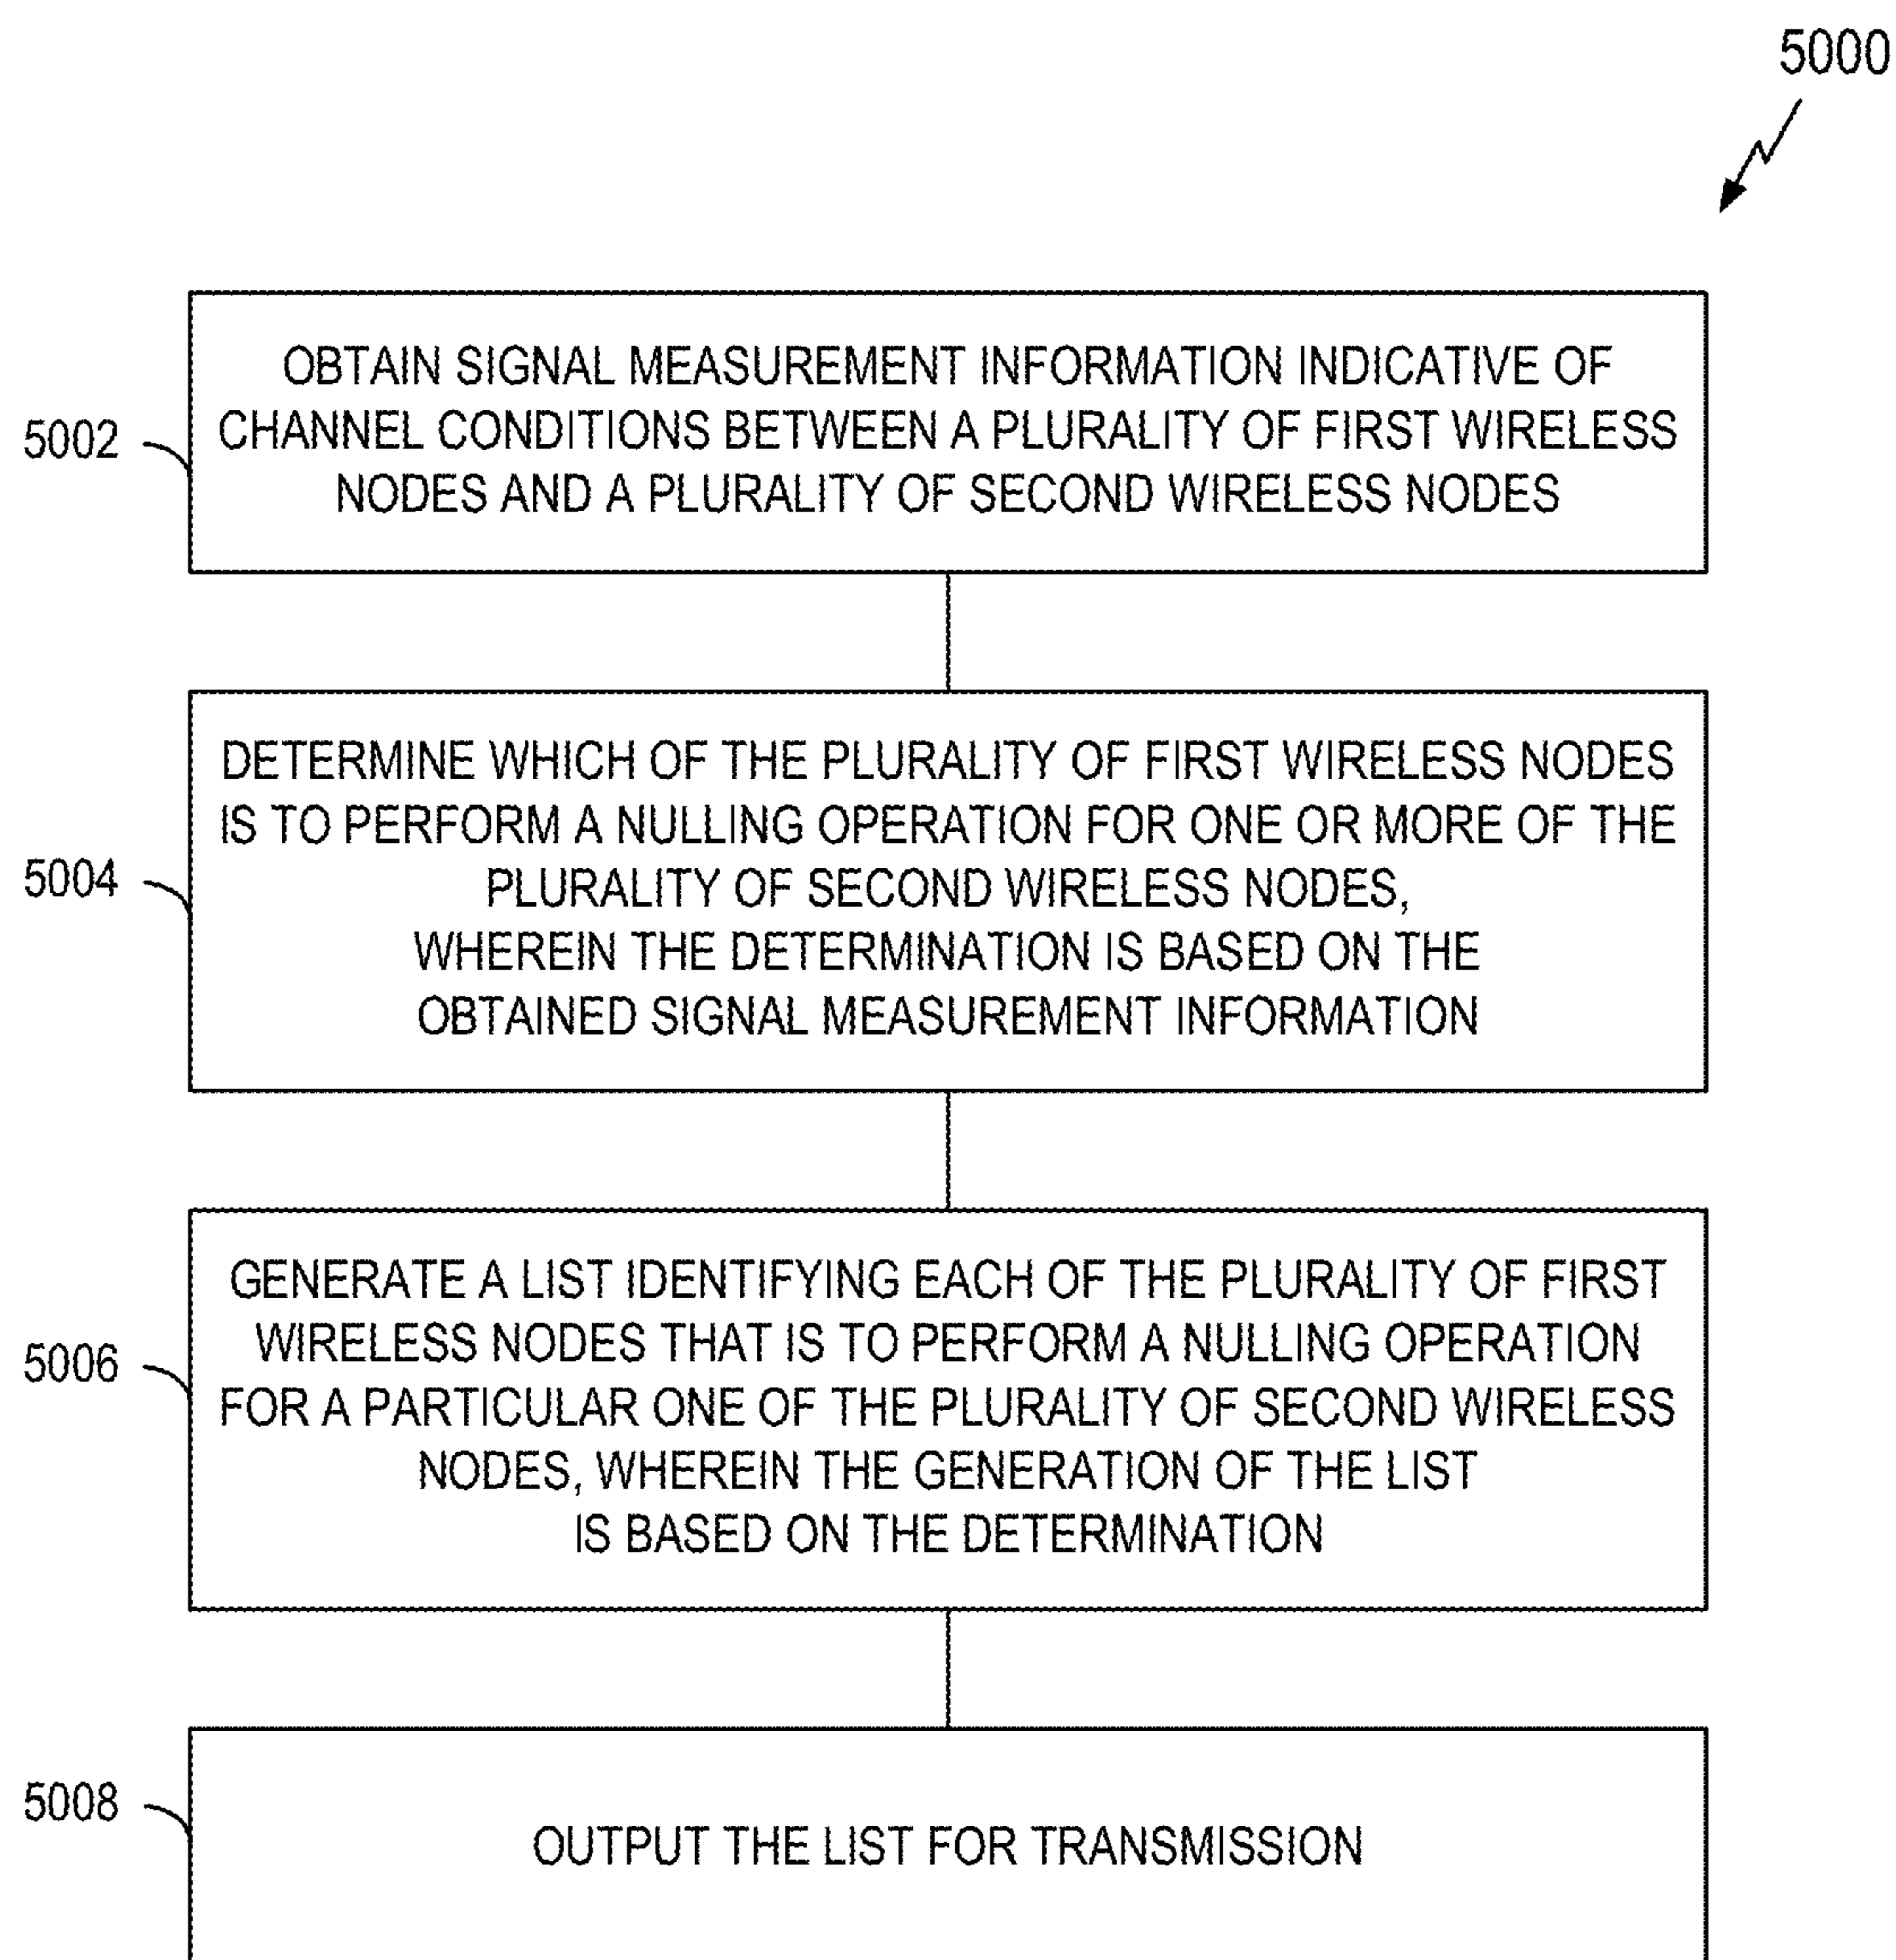 5000
OBTAIN SIGNAL MEASUREMENT INFORMATION INDICATIVE OF
CHANNEL CONDITIONS BETWEEN A PLURALITY OF FIRST WIRELESS
NODES AND A PLURALITY OF SECOND WIRELESS NODES
5002
DETERMINE WHICH OF THE PLURALITY OF FIRST WIRELESS NODES
IS TO PERFORM A NULLING OPERATION FOR ONE OR MORE OF THE
PLURALITY OF SECOND WIRELESS NODES,
WHEREIN THE DETERMINATION IS BASED ON THE
OBTAINED SIGNAL MEASUREMENT INFORMATION
5004
GENERATE A LIST IDENTIFYING EACH OF THE PLURALITY OF FIRST
WIRELESS NODES THAT IS TO PERFORM A NULLING OPERATION
FOR A PARTICULAR ONE OF THE PLURALITY OF SECOND WIRELESS
NODES, WHEREIN THE GENERATION OF THE LIST
IS BASED ON THE DETERMINATION
5006
OUTPUT THE LIST FOR TRANSMISSION
5008